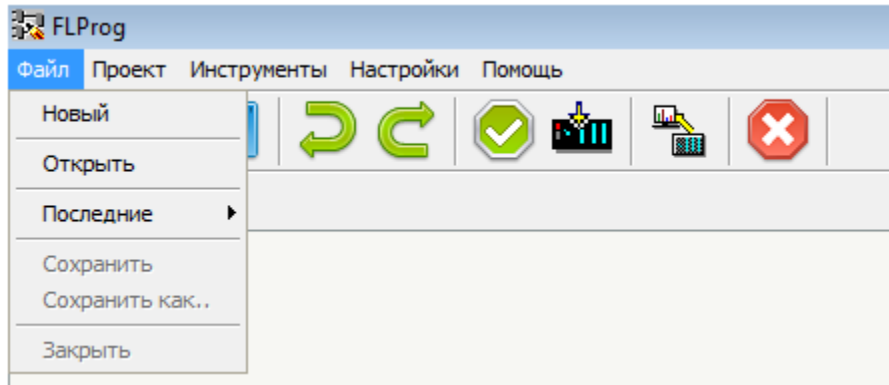 FLProg
Файл Проект Инструменты Настройки Помощь
Новый
Открыть
Последние
Сохранить
Сохранить как..
Закрыть